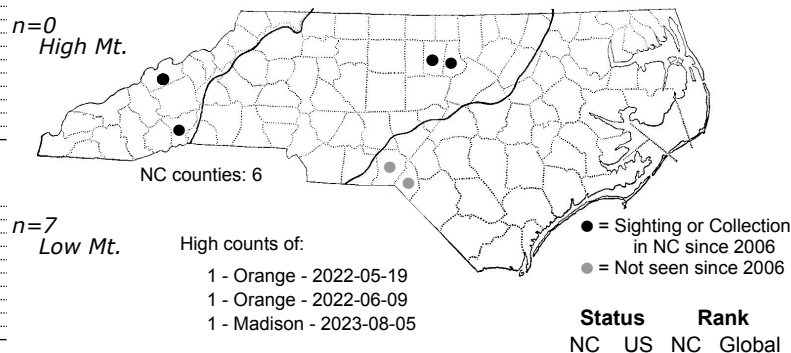 n=0
High Mt.
NC counties: 6
n=7
Low Mt.
High counts of:
1 - Orange - 2022-05-19
1 - Orange - 2022-06-09
1 - Madison - 2023-08-05
= Sighting or Collection
in NC since 2006
= Not seen since 2006
Status Rank
NC US NC Global